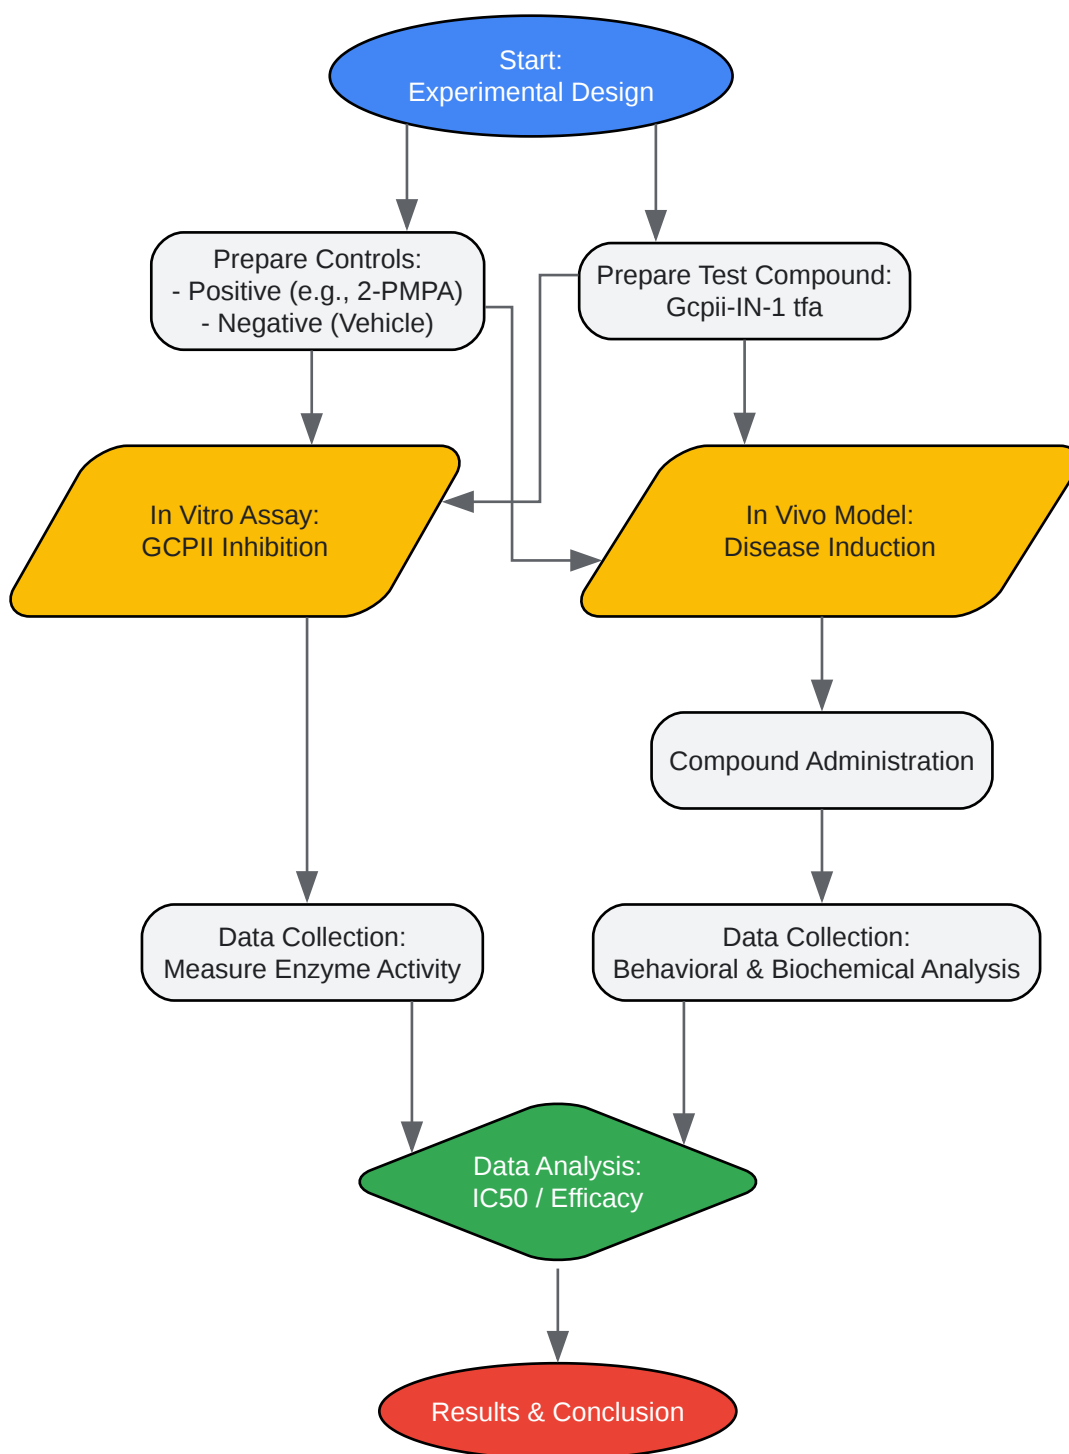 Start:
Experimental Design
Prepare Controls:
- Positive (e.g., 2-PMPA)
- Negative (Vehicle)
Prepare Test Compound:
Gcpii-IN-1 tfa
In Vitro Assay:
GCPII Inhibition
In Vivo Model:
Disease Induction
Compound Administration
Data Collection:
Measure Enzyme Activity
Data Collection:
Behavioral & Biochemical Analysis
Data Analysis:
IC50 / Efficacy
Results & Conclusion